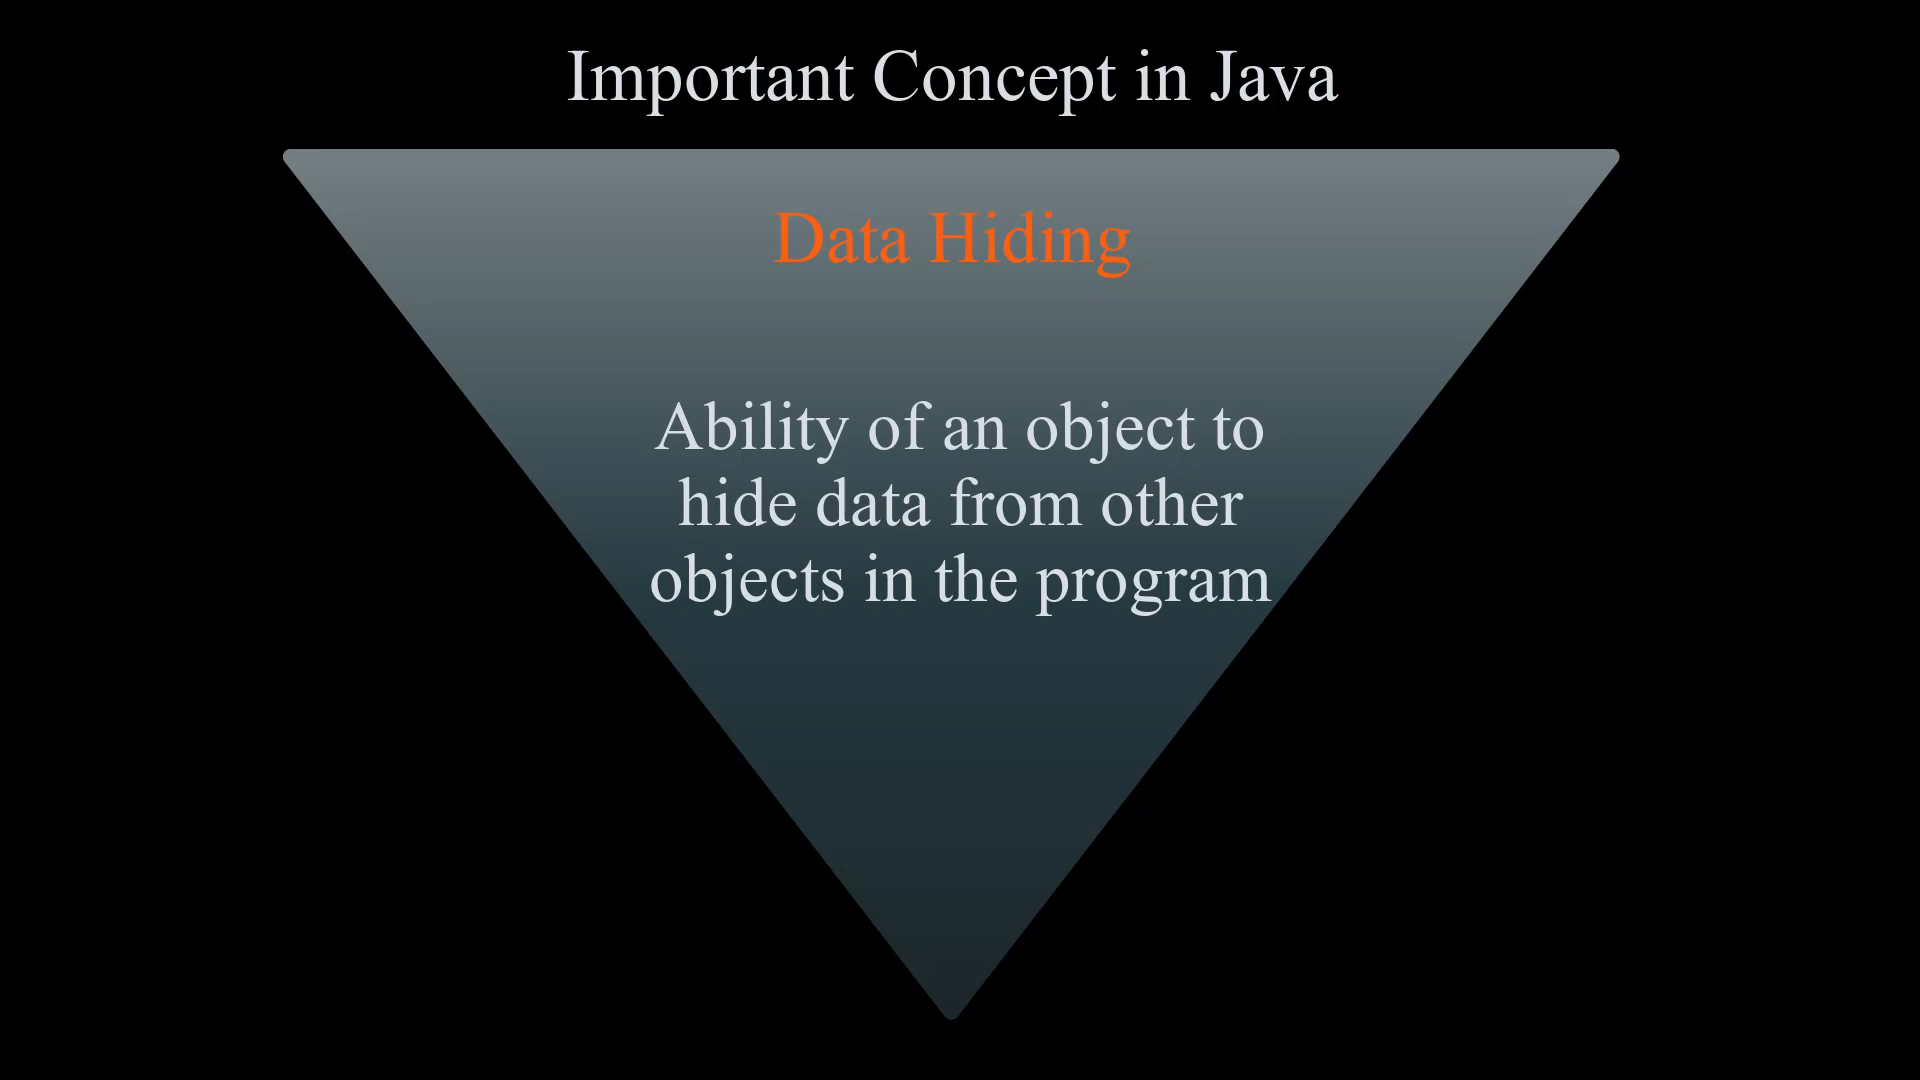 Important Concept in Java
Data Hiding
Ability of an object to
hide data from other
objects in the program